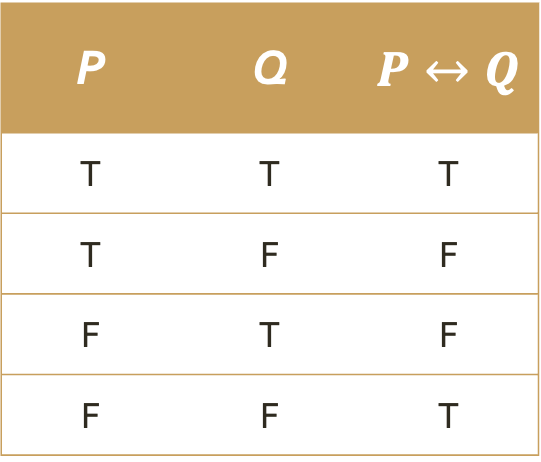 P Q P ↔ Q
T T T
T F F
F T F
F F T